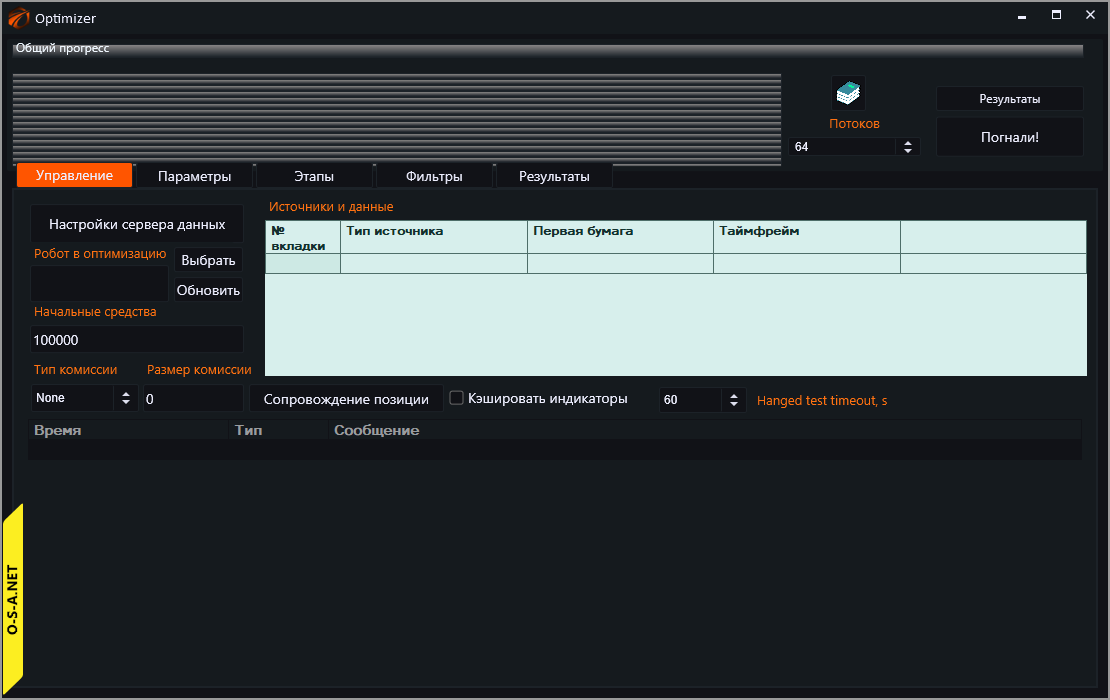 Optimizer
Общий прогресс
Потоков
64
Результаты
Погнали!
Управление
Параметры
Этапы
Фильтры
Результаты
Настройки сервера данных
Робот в оптимизацию
Выбрать
Обновить
Начальные средства
100000
Тип комиссии
Размер комиссии
None
0
Источники и данные
№ вкладки
Тип источника
Первая бумага
Таймфрейм
Сопровождение позиции
Кэшировать индикаторы
60
Hanged test timeout, s
Время
Тип
Сообщение
O-S-A.NET